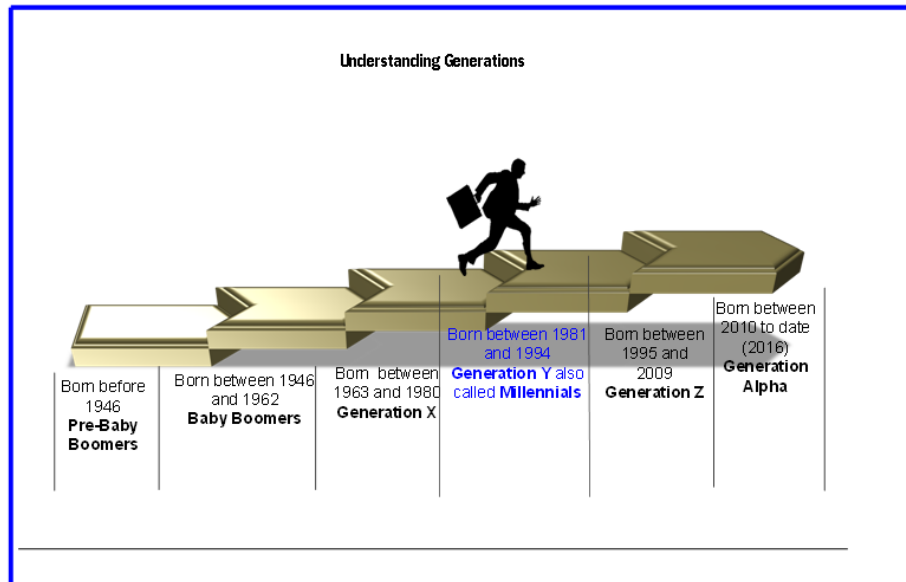 Understanding Generations
Born before
1946
Pre-Baby
Boomers
Born between 1946
and 1962
Baby Boomers
Born between
1963 and 1980
Generation X
Born between 1981
and 1994
Generation Y also
called Millennials
Born between
1995 and
2009
Generation Z
Born between
2010 to date
(2016)
Generation
Alpha